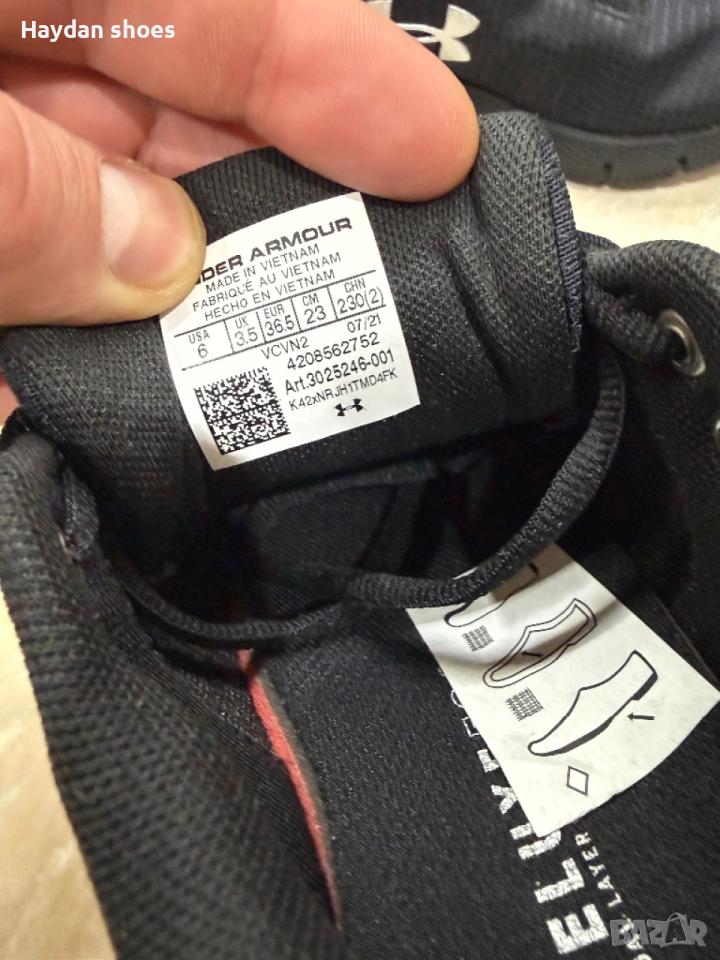 Haydan shoes
UNDER ARMOUR
MADE IN VIETNAM
FABRIQUÉ AU VIETNAM
HECHO EN VIETNAM
USA UK EUR CM CHN
6 3.5 36.5 23 230(2)
VCVN2 07/21
4208562752
Art.3025246-001
K42xNRJH1TMD4FK
LAYER
BAZAR